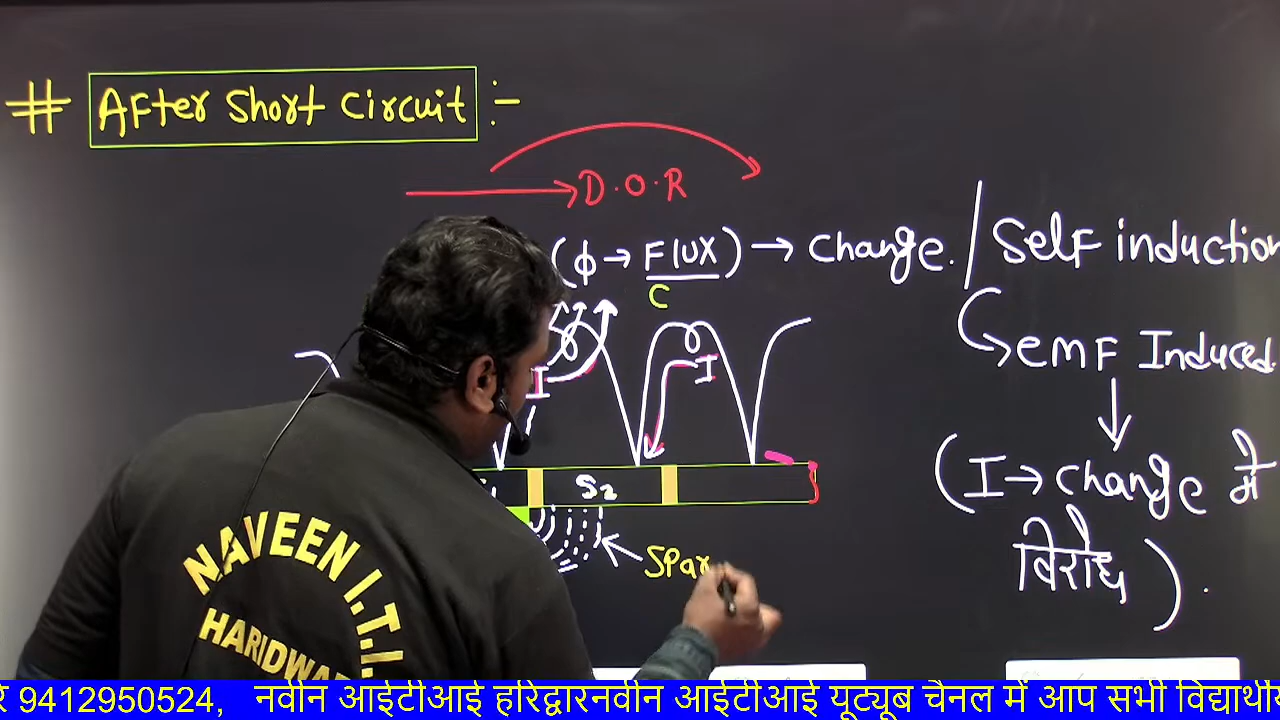 # After Short Circuit :-
D.O.R
(ϕ → Flux) → Change. / Self induction
C
emf Induced.
I
I
(I → Change में
विरोध).
S2
Spar
NAVEEN I.T.I.
HARIDWA
रे 9412950524, नवीन आईटीआई हरिद्वारनवीन आईटीआई यूट्यूब चैनल में आप सभी विद्यार्थी